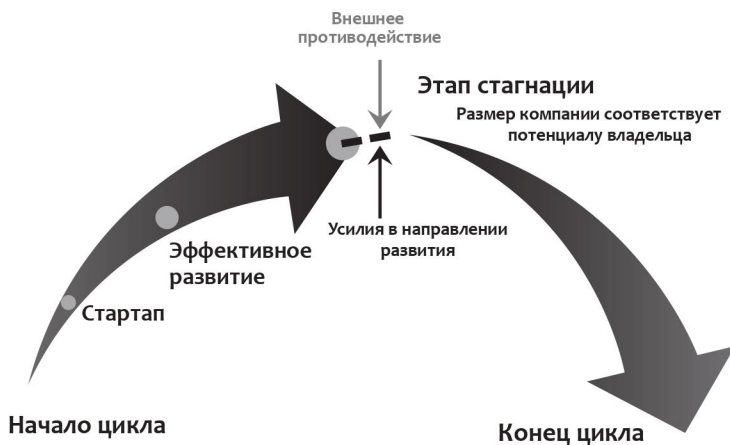 Внешнее
противодействие
Этап стагнации
Размер компании соответствует
потенциалу владельца
Усилия в направлении
развития
Эффективное
развитие
Стартап
Начало цикла
Конец цикла